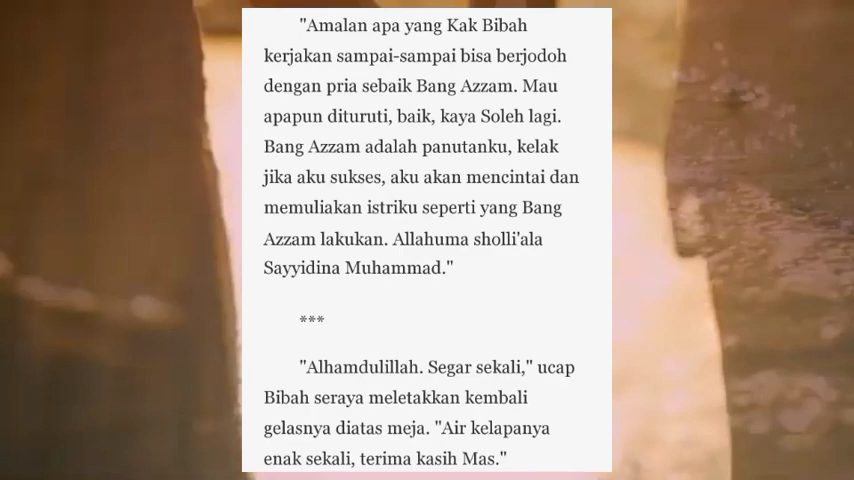 "Amalan apa yang Kak Bibah
kerjakan sampai-sampai bisa berjodoh
dengan pria sebaik Bang Azzam. Mau
apapun dituruti, baik, kaya Soleh lagi.
Bang Azzam adalah panutanku, kelak
jika aku sukses, aku akan mencintai dan
memuliakan istriku seperti yang Bang
Azzam lakukan. Allahuma sholli'ala
Sayyidina Muhammad."
***
"Alhamdulillah. Segar sekali," ucap
Bibah seraya meletakkan kembali
gelasnya diatas meja. "Air kelapanya
enak sekali, terima kasih Mas."